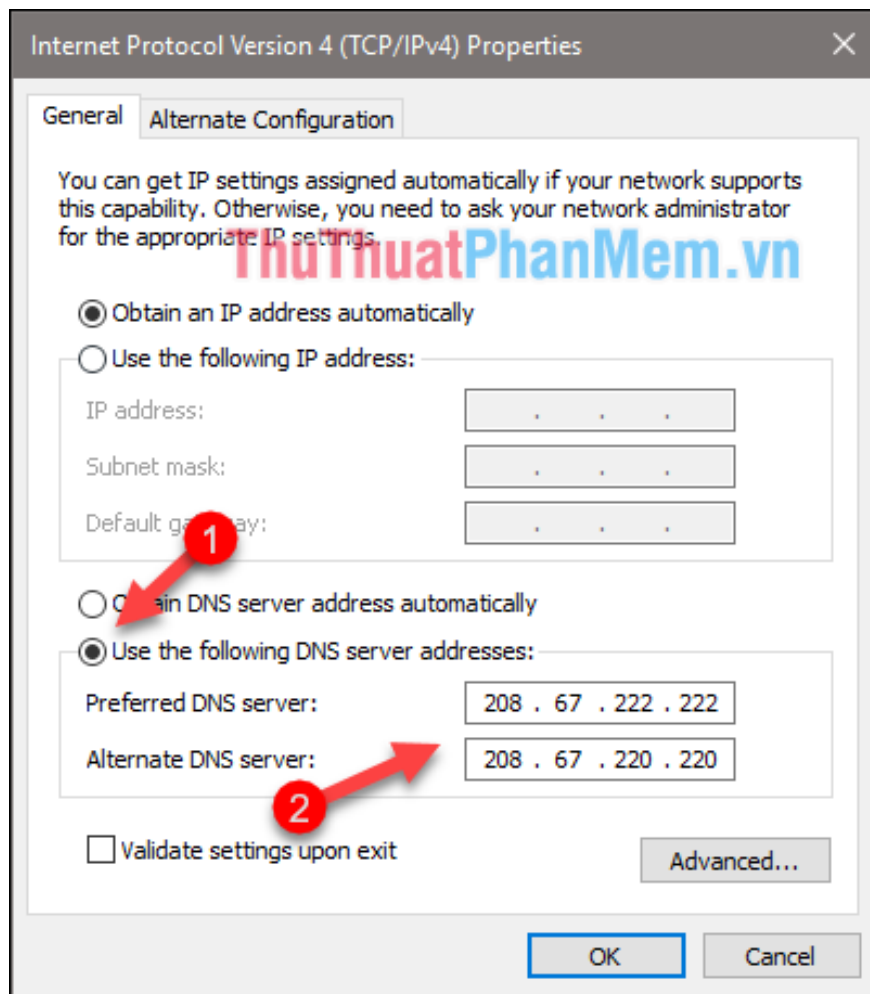 Internet Protocol Version 4 (TCP/IPv4) Properties
General
Alternate Configuration
You can get IP settings assigned automatically if your network supports
this capability. Otherwise, you need to ask your network administrator
for the appropriate IP settings.
ThuThuatPhanMem.vn
Obtain an IP address automatically
Use the following IP address:
IP address:
. . .
Subnet mask:
. . .
Default gateway:
. . .
1
Obtain DNS server address automatically
Use the following DNS server addresses:
Preferred DNS server:
208 . 67 . 222 . 222
Alternate DNS server:
208 . 67 . 220 . 220
2
Validate settings upon exit
Advanced...
OK
Cancel